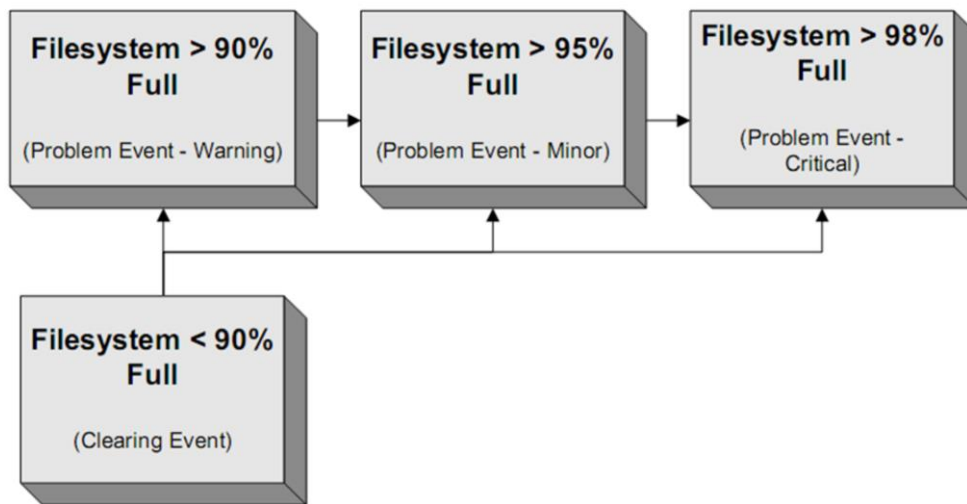 Filesystem > 90%
Full
(Problem Event - Warning)
Filesystem > 95%
Full
(Problem Event - Minor)
Filesystem > 98%
Full
(Problem Event -
Critical)
Filesystem < 90%
Full
(Clearing Event)